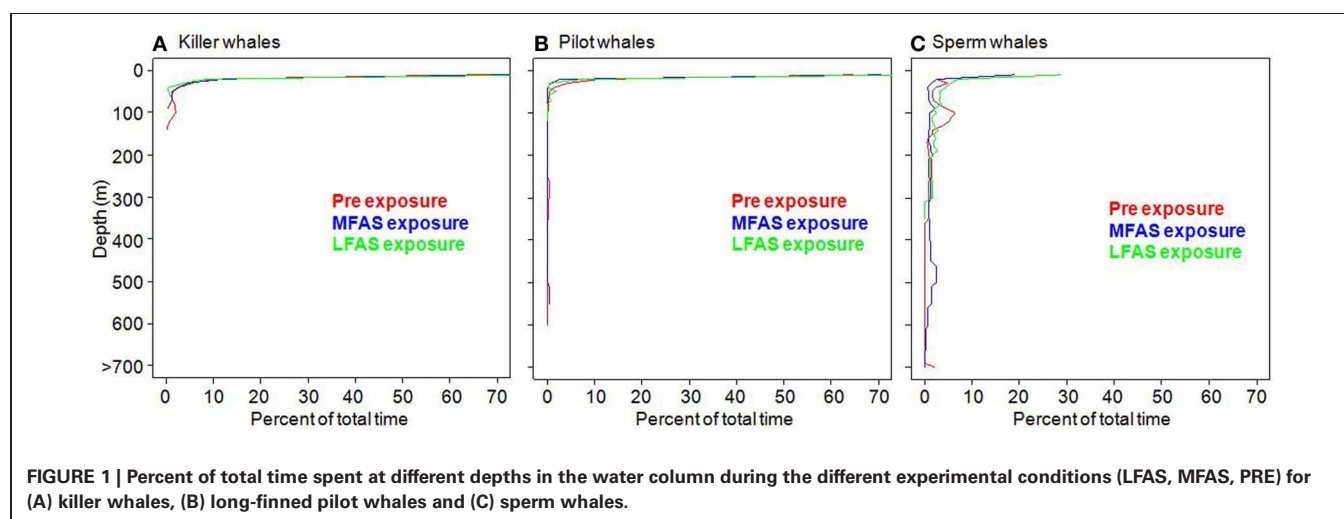 A Killer whales
B Pilot whales
C Sperm whales
Depth (m)
0
100
200
300
400
500
600
>700
Pre exposure
MFAS exposure
LFAS exposure
Pre exposure
MFAS exposure
LFAS exposure
Pre exposure
MFAS exposure
LFAS exposure
0 10 20 30 40 50 60 70
0 10 20 30 40 50 60 70
0 10 20 30 40 50 60 70
Percent of total time
Percent of total time
Percent of total time
FIGURE 1 | Percent of total time spent at different depths in the water column during the different experimental conditions (LFAS, MFAS, PRE) for
(A) killer whales, (B) long-finned pilot whales and (C) sperm whales.